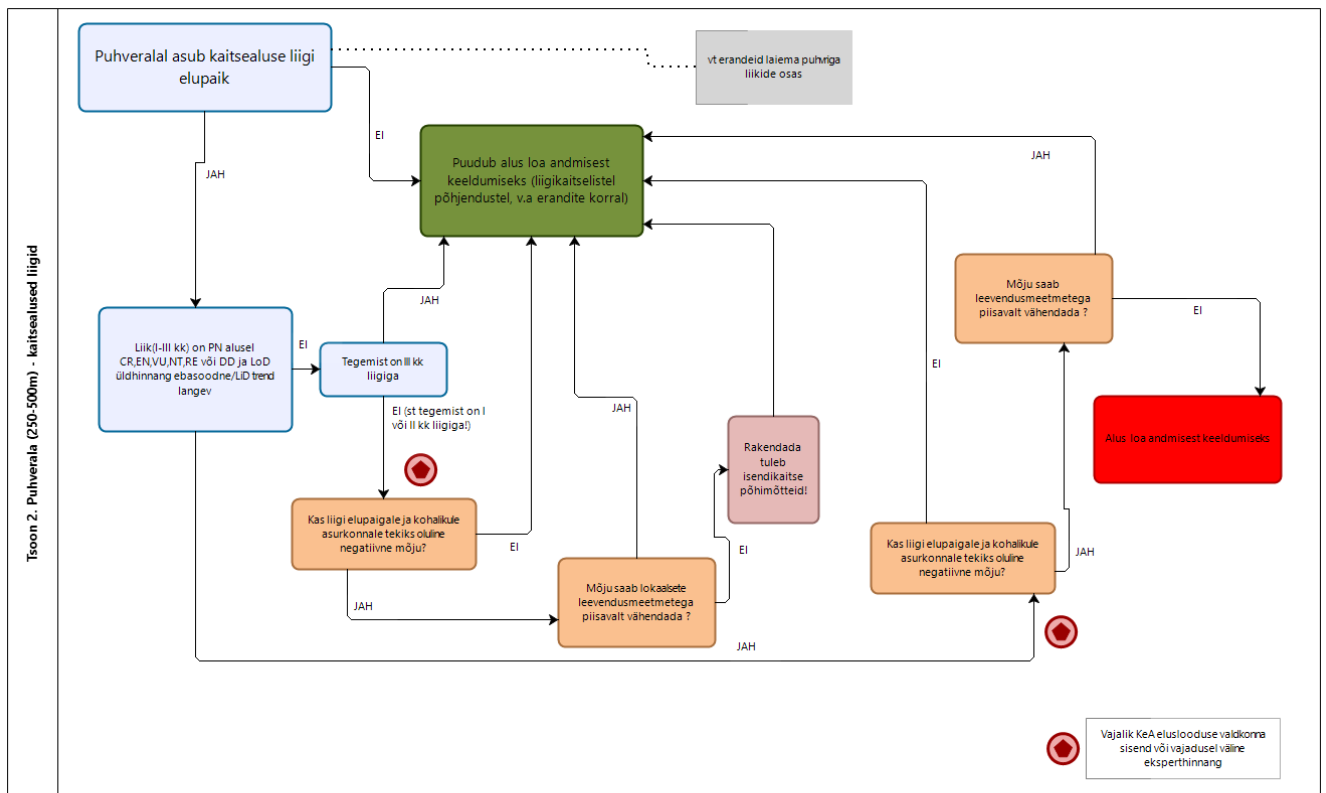 Tsoon 2. Puhverala (250-500m) - kaitsealused liigid
Puhveralal asub kaitsealuse liigi
elupaik
vt erandeid laiema puhvriga
liikide osas
EI
JAH
Puudub alus loa andmisest
keeldumiseks (liigikaitselistel
põhjendustel, v.a erandite korral)
JAH
Liik(I-III kk) on PN alusel
CR,EN,VU,NT,RE või DD ja LoD
üldhinnang ebasoodne/LiD trend
langev
EI
Tegemist on III kk
liigiga
JAH
EI (st tegemist on I
või II kk liigiga!)
Kas liigi elupaigale ja kohalikule
asurkonnale tekiks oluline
negatiivne mõju?
EI
JAH
Mõju saab lokaalsete
leevendusmeetmetega
piisavalt vähendada ?
JAH
EI
Rakendada
tuleb
isendikaitse
põhimõtteid!
JAH
Kas liigi elupaigale ja kohalikule
asurkonnale tekiks oluline
negatiivne mõju?
EI
JAH
Mõju saab
leevendusmeetmetega
piisavalt vähendada ?
EI
Alus loa andmisest keeldumiseks
Vajalik KeA eluslooduse valdkonna
sisend või vajadusel väline
eksperthinnang